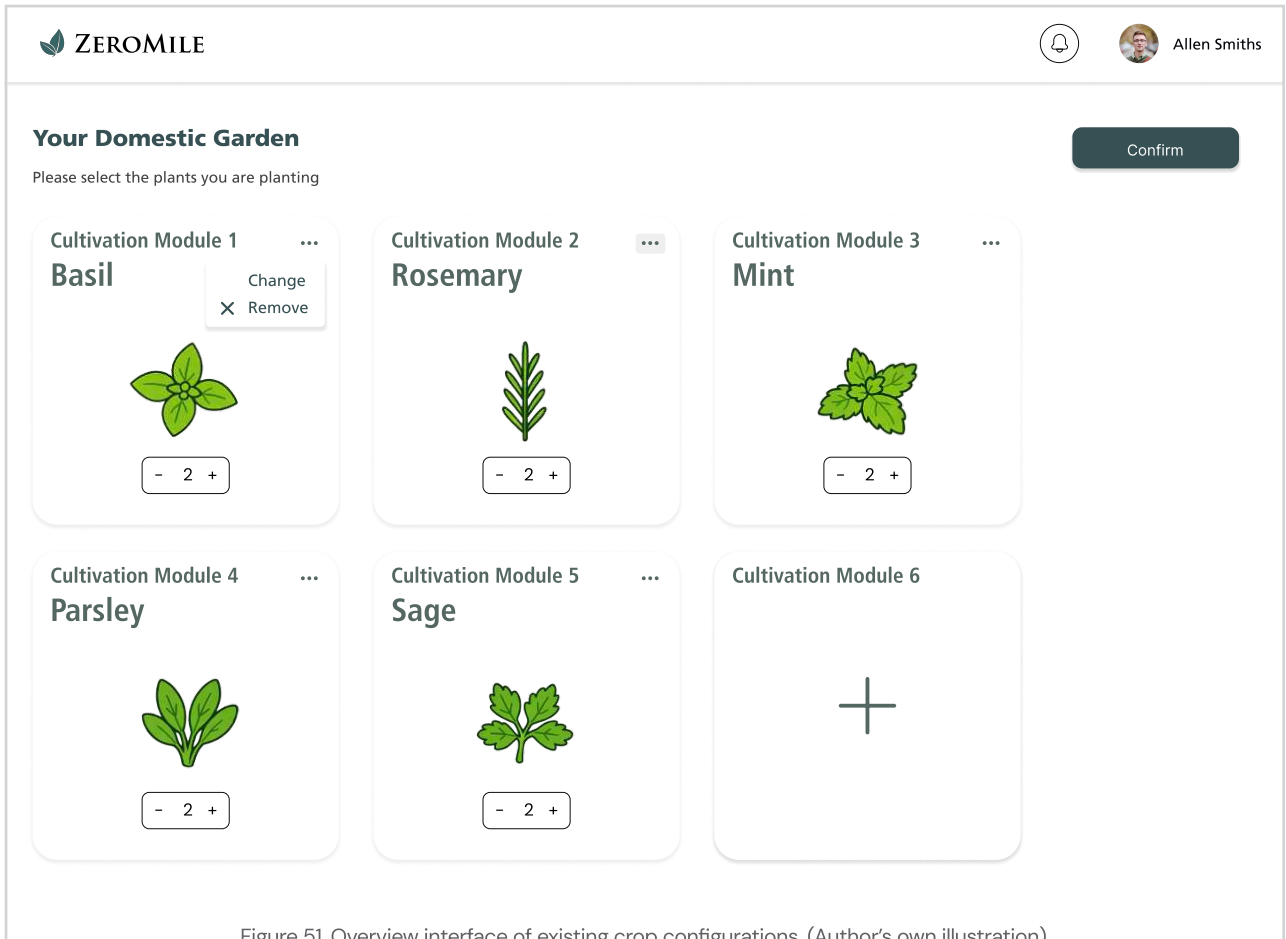 ZEROMILE
Allen Smiths
Your Domestic Garden
Confirm
Please select the plants you are planting
Cultivation Module 1 ...
Basil
Change
✕ Remove
- 2 +
Cultivation Module 2 ...
Rosemary
- 2 +
Cultivation Module 3 ...
Mint
- 2 +
Cultivation Module 4 ...
Parsley
- 2 +
Cultivation Module 5 ...
Sage
- 2 +
Cultivation Module 6
Figure 51. Overview interface of existing crop configurations. (Author's own illustration)